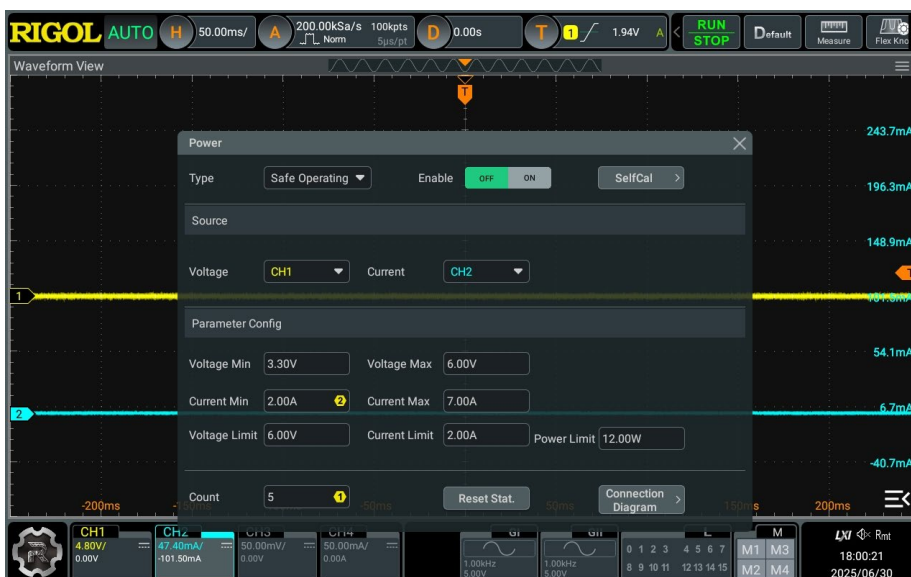 RIGOL AUTO H 50.00ms/ A 200.00kSa/s 100kpts D 0.00s T 1 1.94V A RUN Default Measure Flex Kno
Norm 5µs/pt STOP
Waveform View
T
243.7mA
Power
Type Safe Operating Enable OFF ON SelfCal >
196.3mA
Source
148.9mA
Voltage CH1 Current CH2
T
1
Parameter Config
Voltage Min 3.30V Voltage Max 6.00V
54.1mA
Current Min 2.00A 2 Current Max 7.00A
2
6.7mA
Voltage Limit 6.00V Current Limit 2.00A Power Limit 12.00W
-40.7mA
Count 5 1 Reset Stat. Connection
Diagram >
-200ms -50ms 50ms 150ms 200ms
CH1 CH2 CH3 CH4 GI GII L M
4.80V/ 47.40mA/ 50.00mV/ 50.00mA/ 0 1 2 3 4 5 6 7 M1 M3 LXI Rmt
0.00V -101.50mA 0.00V 0.00A 1.00kHz 1.00kHz 8 9 10 11 12 13 14 15 18:00:21
5.00V 5.00V M2 M4 2025/06/30